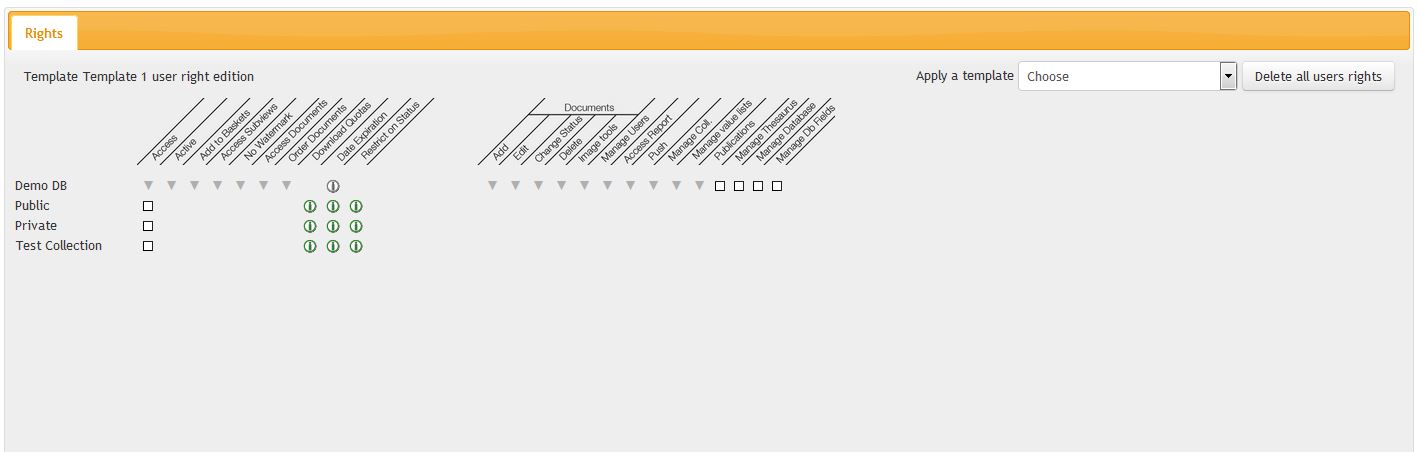 Rights
Template Template 1 user right edition
Apply a template
Choose
Delete all users rights
Access
Active
Add to Baskets
Access Subviews
No Watermark
Access Documents
Order Documents
Download Quotas
Date Expiration
Restrict on Status
Documents
Add
Edit
Change Status
Delete
Image tools
Manage Users
Access Report
Push
Manage Coll.
Manage value lists
Publications
Manage Thesaurus
Manage Database
Manage Db Fields
Demo DB
Public
Private
Test Collection